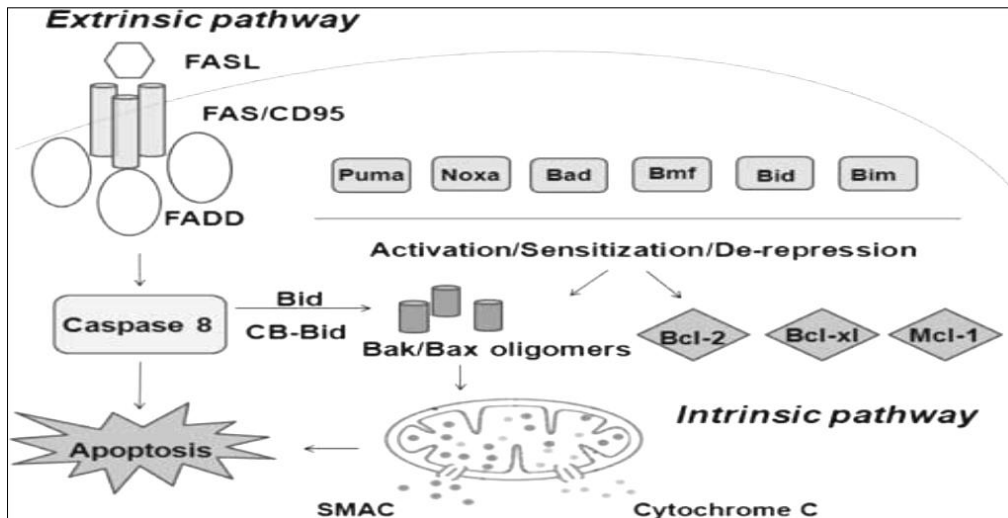 Extrinsic pathway
FASL
FAS/CD95
FADD
Puma
Noxa
Bad
Bmf
Bid
Bim
Activation/Sensitization/De-repression
Caspase 8
Bid
CB-Bid
Bak/Bax oligomers
Bcl-2
Bcl-xl
Mcl-1
Intrinsic pathway
Apoptosis
SMAC
Cytochrome C